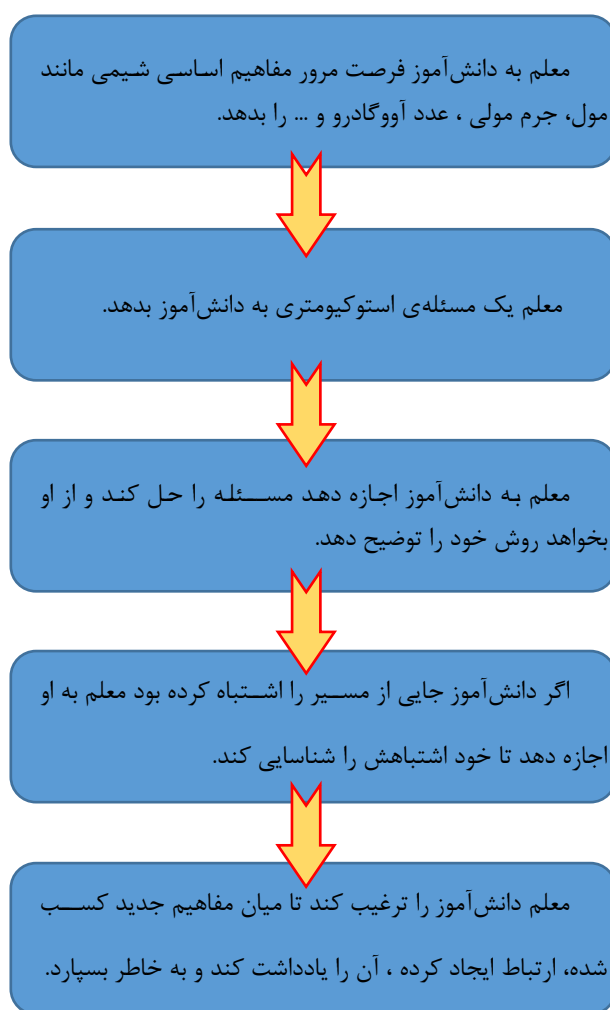 معلم به دانش‌آموز فرصت مرور مفاهیم اساسی شیمی مانند
مول، جرم مولی ، عدد آووگادرو و ... را بدهد.
معلم یک مسئله‌ی استوکیومتری به دانش‌آموز بدهد.
معلم به دانش‌آموز اجازه دهد مسئله را حل کند و از او
بخواهد روش خود را توضیح دهد.
اگر دانش‌آموز جایی از مسیر را اشتباه کرده بود معلم به او
اجازه دهد تا خود اشتباهش را شناسایی کند.
معلم دانش‌آموز را ترغیب کند تا میان مفاهیم جدید کسب
شده، ارتباط ایجاد کرده ، آن را یادداشت کند و به خاطر بسپارد.